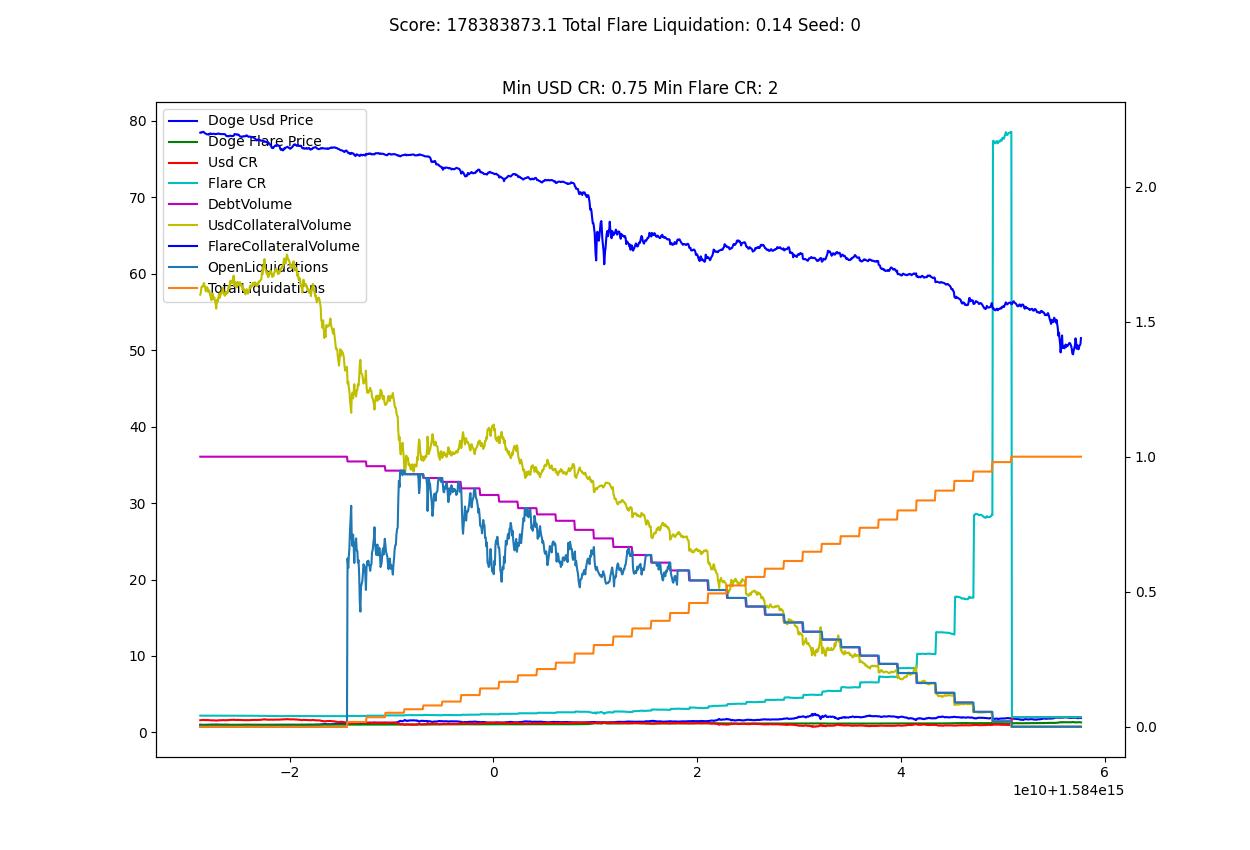 Score: 178383873.1 Total Flare Liquidation: 0.14 Seed: 0
Min USD CR: 0.75 Min Flare CR: 2
Doge Usd Price
Doge Flare Price
Usd CR
Flare CR
DebtVolume
UsdCollateralVolume
FlareCollateralVolume
OpenLiquidations
TotalLiquidations
80
70
60
50
40
30
20
10
0
2.0
1.5
1.0
0.5
0.0
−2 0 2 4 6
1e10+1.584e15